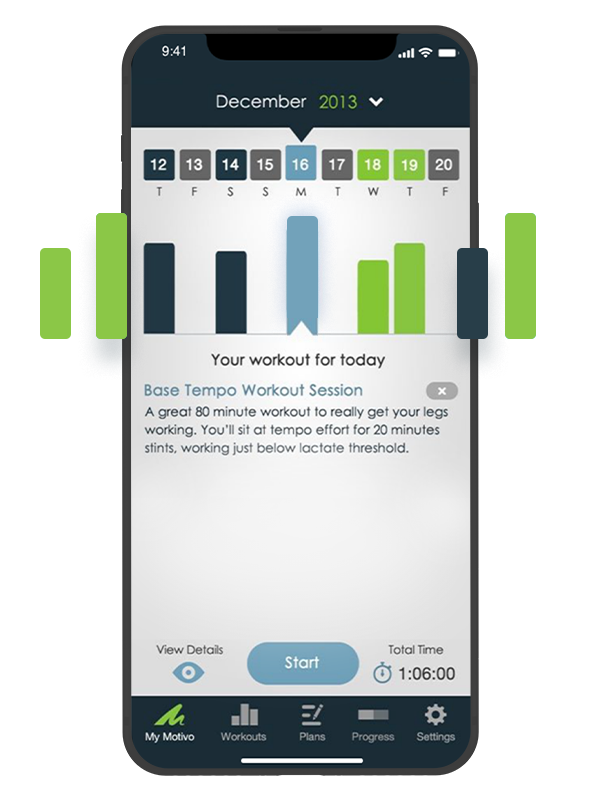 9:41
December 2013
12 13 14 15 16 17 18 19 20
T F S S M T W T F
Your workout for today
Base Tempo Workout Session
A great 80 minute workout to really get your legs
working. You'll sit at tempo effort for 20 minutes
stints, working just below lactate threshold.
View Details Start Total Time
1:06:00
My Motivo Workouts Plans Progress Settings